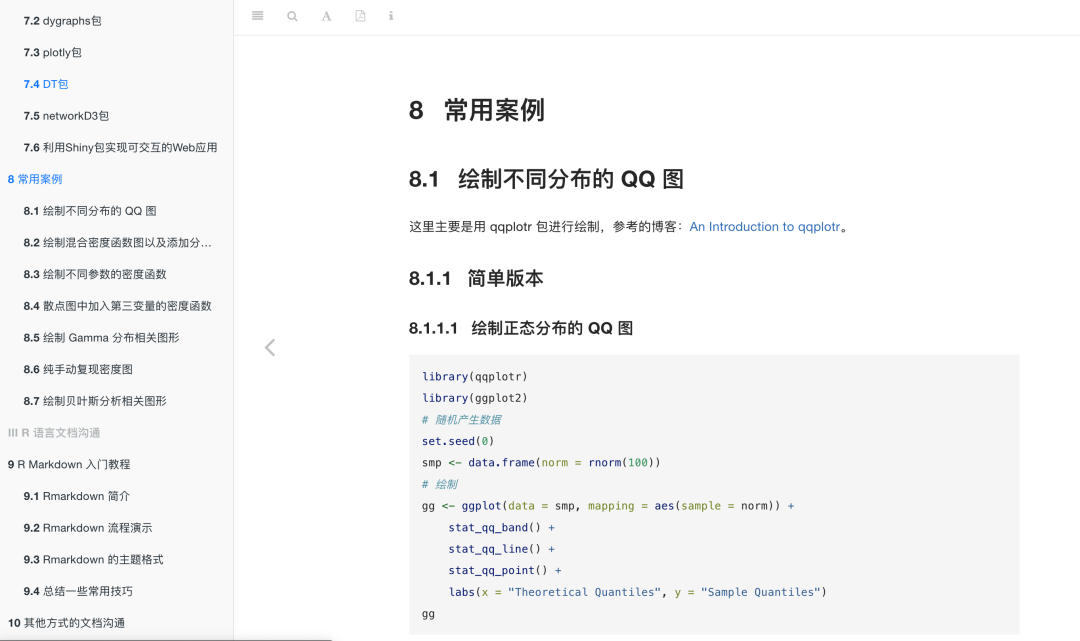 7.2 dygraphs包
7.3 plotly包
7.4 DT包
7.5 networkD3包
7.6 利用Shiny包实现可交互的Web应用
8 常用案例
8.1 绘制不同分布的 QQ 图
8.2 绘制混合密度函数图以及添加分…
8.3 绘制不同参数的密度函数
8.4 散点图中加入第三变量的密度函数
8.5 绘制 Gamma 分布相关图形
8.6 纯手动复现密度图
8.7 绘制贝叶斯分析相关图形
III R 语言文档沟通
9 R Markdown 入门教程
9.1 Rmarkdown 简介
9.2 Rmarkdown 流程演示
9.3 Rmarkdown 的主题格式
9.4 总结一些常用技巧
10 其他方式的文档沟通
8 常用案例
8.1 绘制不同分布的 QQ 图
这里主要是用 qqplotr 包进行绘制，参考的博客：An Introduction to qqplotr。
8.1.1 简单版本
8.1.1.1 绘制正态分布的 QQ 图
library(qqplotr)
library(ggplot2)
# 随机产生数据
set.seed(0)
smp <- data.frame(norm = rnorm(100))
# 绘制
gg <- ggplot(data = smp, mapping = aes(sample = norm)) +
    stat_qq_band() +
    stat_qq_line() +
    stat_qq_point() +
    labs(x = "Theoretical Quantiles", y = "Sample Quantiles")
gg